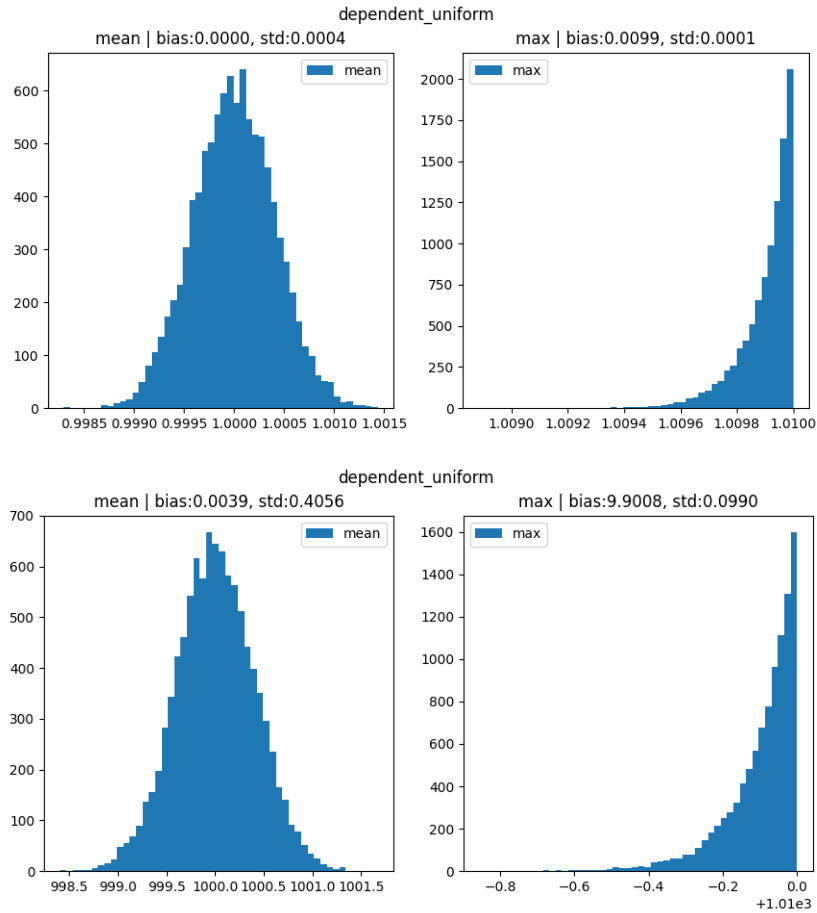 dependent_uniform
mean | bias:0.0000, std:0.0004
max | bias:0.0099, std:0.0001
600
500
400
300
200
100
0
mean
0.9985 0.9990 0.9995 1.0000 1.0005 1.0010 1.0015
2000
1750
1500
1250
1000
750
500
250
0
max
1.0090 1.0092 1.0094 1.0096 1.0098 1.0100
dependent_uniform
mean | bias:0.0039, std:0.4056
max | bias:9.9008, std:0.0990
700
600
500
400
300
200
100
0
mean
998.5 999.0 999.5 1000.0 1000.5 1001.0 1001.5
1600
1400
1200
1000
800
600
400
200
0
max
−0.8 −0.6 −0.4 −0.2 0.0
+1.01e3